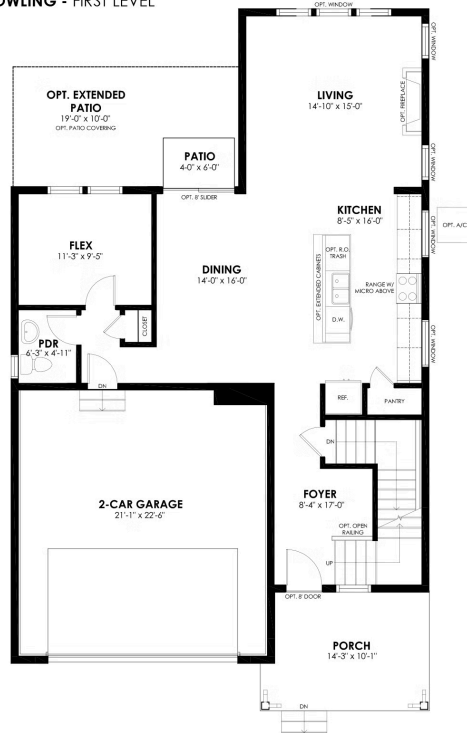 OWLING - FIRST LEVEL
OPT. WINDOW
OPT. WINDOW
OPT. EXTENDED
PATIO
19'-0" x 10'-0"
OPT. PATIO COVERING
LIVING
14'-10" x 15'-0"
OPT. FIREPLACE
PATIO
4-0" x 6'-0"
OPT. WINDOW
OPT. 8' SLIDER
KITCHEN
8'-5" x 16'-0"
OPT. WINDOW
OPT. A/C
FLEX
11'-3" x 9'-5"
OPT. R.O.
TRASH
DINING
14'-0" x 16'-0"
OPT. EXTENDED CABINETS
RANGE W/
MICRO ABOVE
D.W.
CLOSET
PDR
6'-3" x 4'-11"
OPT. WINDOW
DN
REF.
PANTRY
DN
2-CAR GARAGE
21'-1" x 22'-6"
FOYER
8'-4" x 17'-0"
OPT. OPEN
RAILING
UP
OPT. 8' DOOR
PORCH
14'-3" x 10'-1"
DN